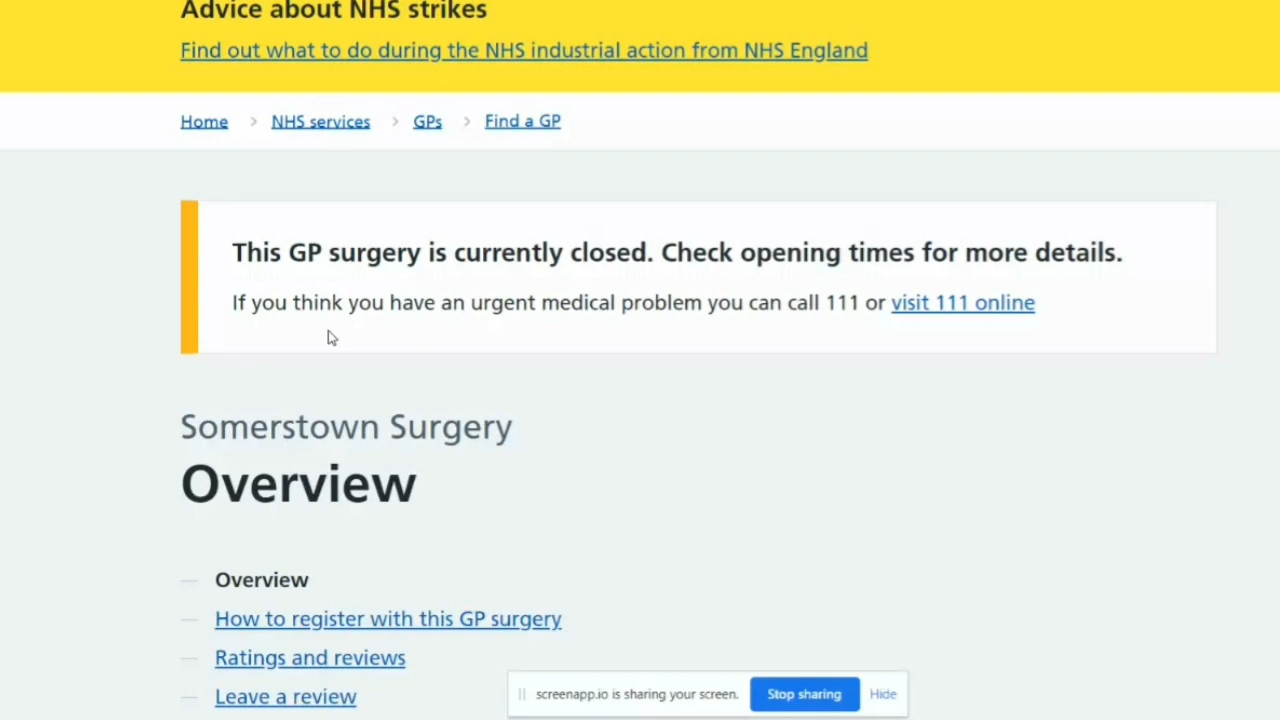 Advice about NHS strikes
Find out what to do during the NHS industrial action from NHS England
Home > NHS services > GPs > Find a GP
This GP surgery is currently closed. Check opening times for more details.
If you think you have an urgent medical problem you can call 111 or visit 111 online
Somerstown Surgery
Overview
— Overview
— How to register with this GP surgery
— Ratings and reviews
— Leave a review
screenapp.io is sharing your screen. Stop sharing Hide